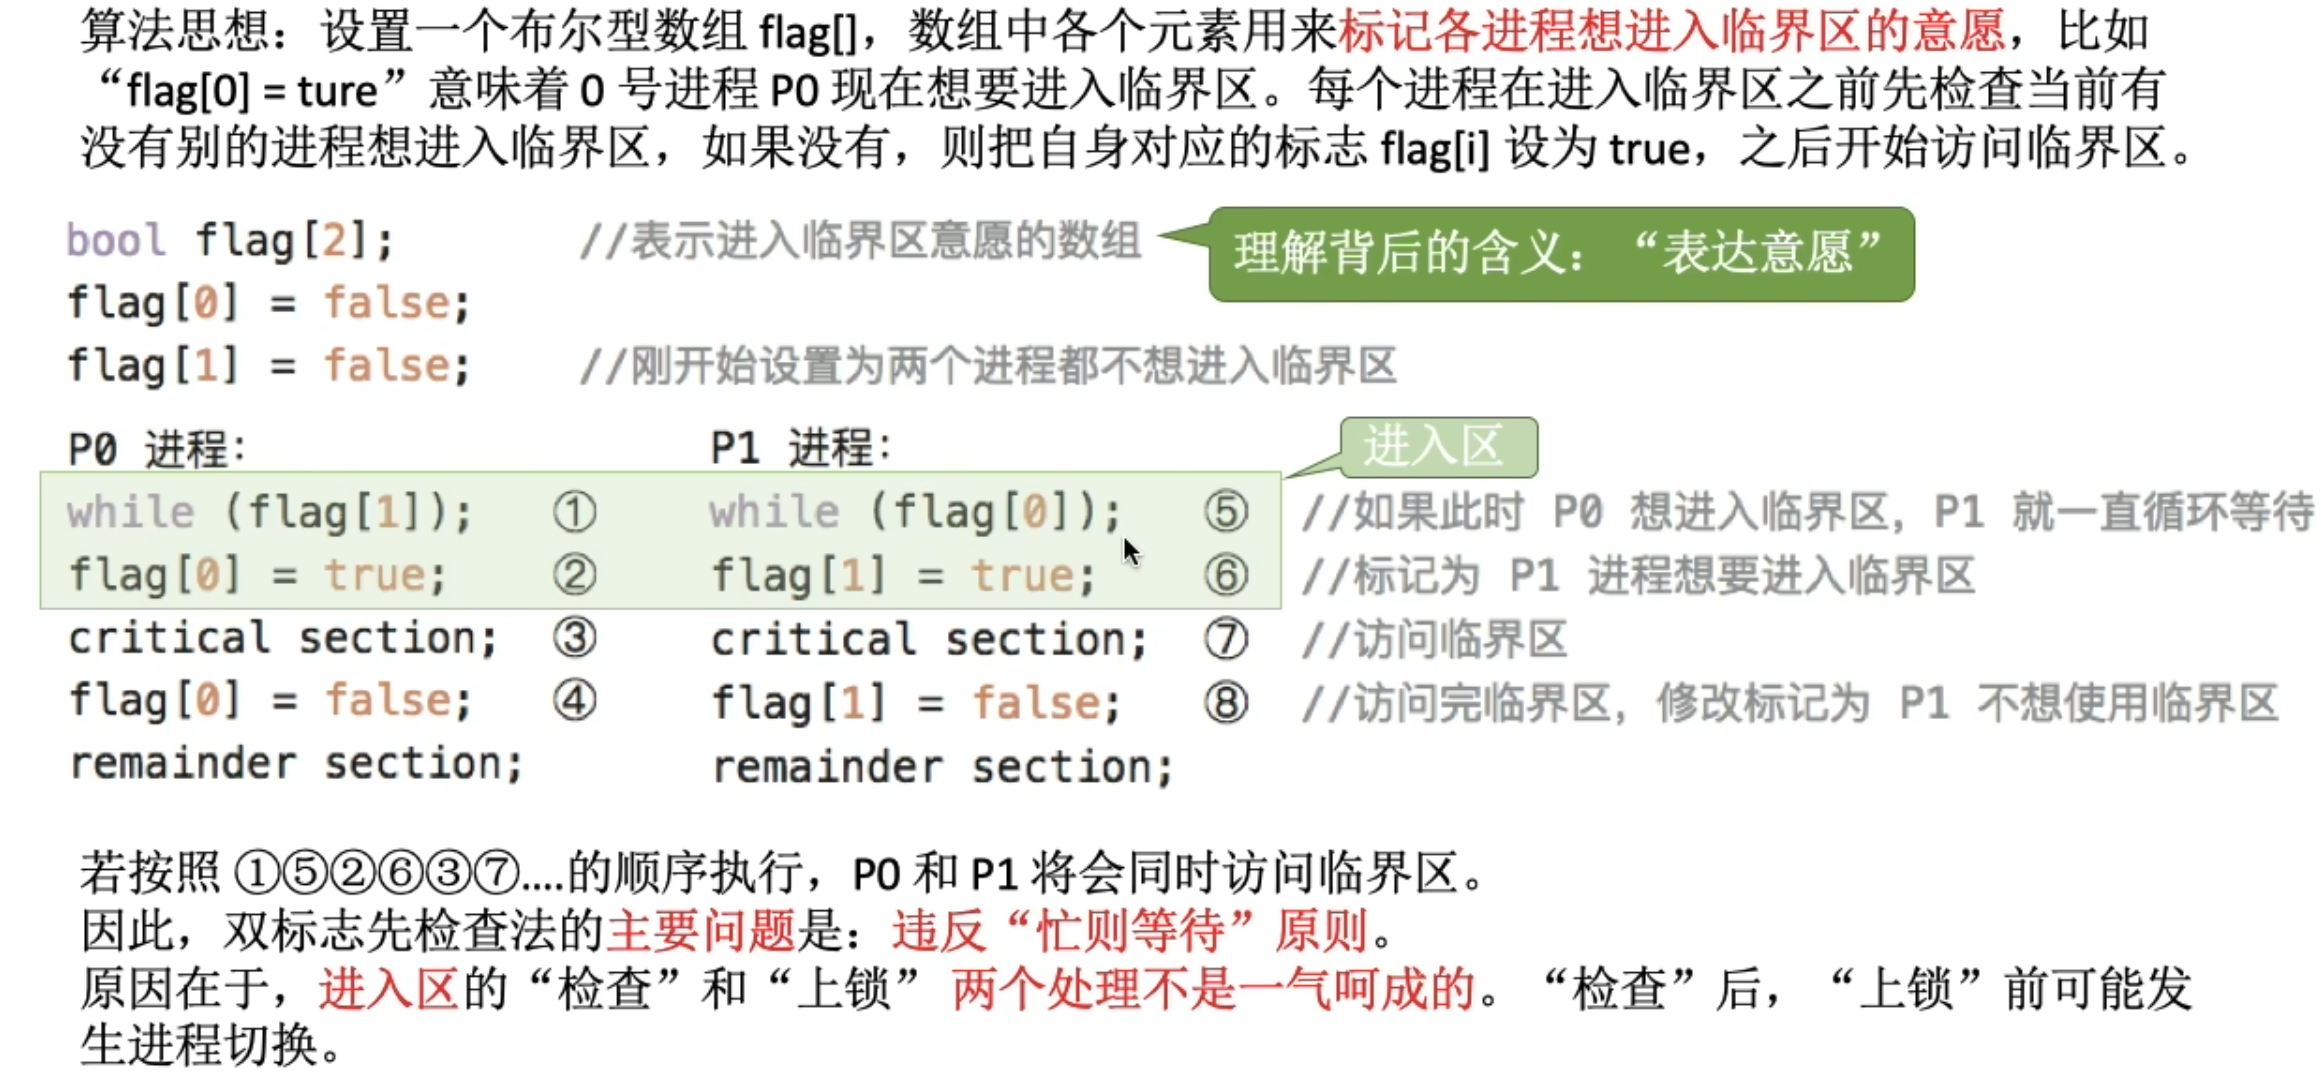 算法思想：设置一个布尔型数组 flag[]，数组中各个元素用来标记各进程想进入临界区的意愿，比如
“flag[0] = ture”意味着 0 号进程 P0 现在想要进入临界区。每个进程在进入临界区之前先检查当前有
没有别的进程想进入临界区，如果没有，则把自身对应的标志 flag[i] 设为 true，之后开始访问临界区。
bool flag[2]; //表示进入临界区意愿的数组
理解背后的含义：“表达意愿”
flag[0] = false;
flag[1] = false; //刚开始设置为两个进程都不想进入临界区
P0 进程: P1 进程:
进入区
while (flag[1]); ① while (flag[0]); ⑤ //如果此时 P0 想进入临界区，P1 就一直循环等待
flag[0] = true; ② flag[1] = true; ⑥ //标记为 P1 进程想要进入临界区
critical section; ③ critical section; ⑦ //访问临界区
flag[0] = false; ④ flag[1] = false; ⑧ //访问完临界区，修改标记为 P1 不想使用临界区
remainder section; remainder section;
若按照 ①⑤②⑥③⑦....的顺序执行，P0 和 P1 将会同时访问临界区。
因此，双标志先检查法的主要问题是：违反“忙则等待”原则。
原因在于，进入区的“检查”和“上锁” 两个处理不是一气呵成的。“检查”后，“上锁”前可能发
生进程切换。